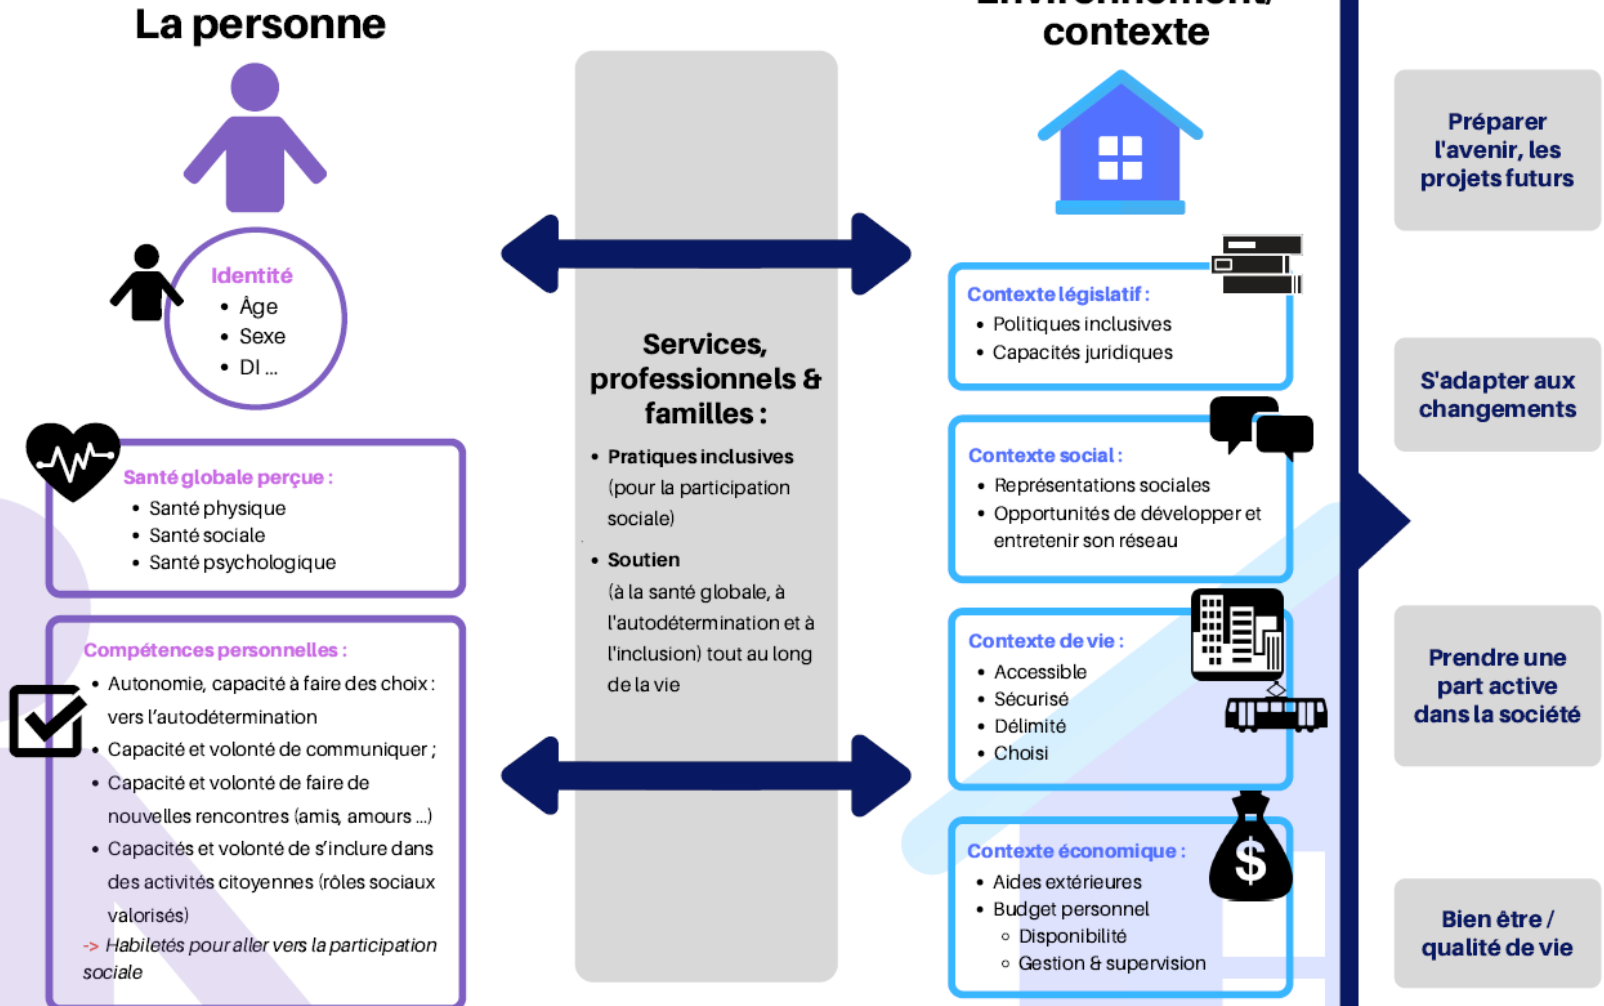 La personne
Identité
• Âge
• Sexe
• DI ...
Santé globale perçue :
• Santé physique
• Santé sociale
• Santé psychologique
Compétences personnelles :
• Autonomie, capacité à faire des choix :
vers l'autodétermination
• Capacité et volonté de communiquer ;
• Capacité et volonté de faire de
nouvelles rencontres (amis, amours ...)
• Capacités et volonté de s'inclure dans
des activités citoyennes (rôles sociaux
valorisés)
-> Habiletés pour aller vers la participation
sociale
Services,
professionnels &
familles :
• Pratiques inclusives
(pour la participation
sociale)
• Soutien
(à la santé globale, à
l'autodétermination et à
l'inclusion) tout au long
de la vie
Environnement,
contexte
Contexte législatif :
• Politiques inclusives
• Capacités juridiques
Contexte social :
• Représentations sociales
• Opportunités de développer et
entretenir son réseau
Contexte de vie :
• Accessible
• Sécurisé
• Délimité
• Choisi
$
Contexte économique :
• Aides extérieures
• Budget personnel
◦ Disponibilité
◦ Gestion & supervision
Préparer
l'avenir, les
projets futurs
S'adapter aux
changements
Prendre une
part active
dans la société
Bien être /
qualité de vie